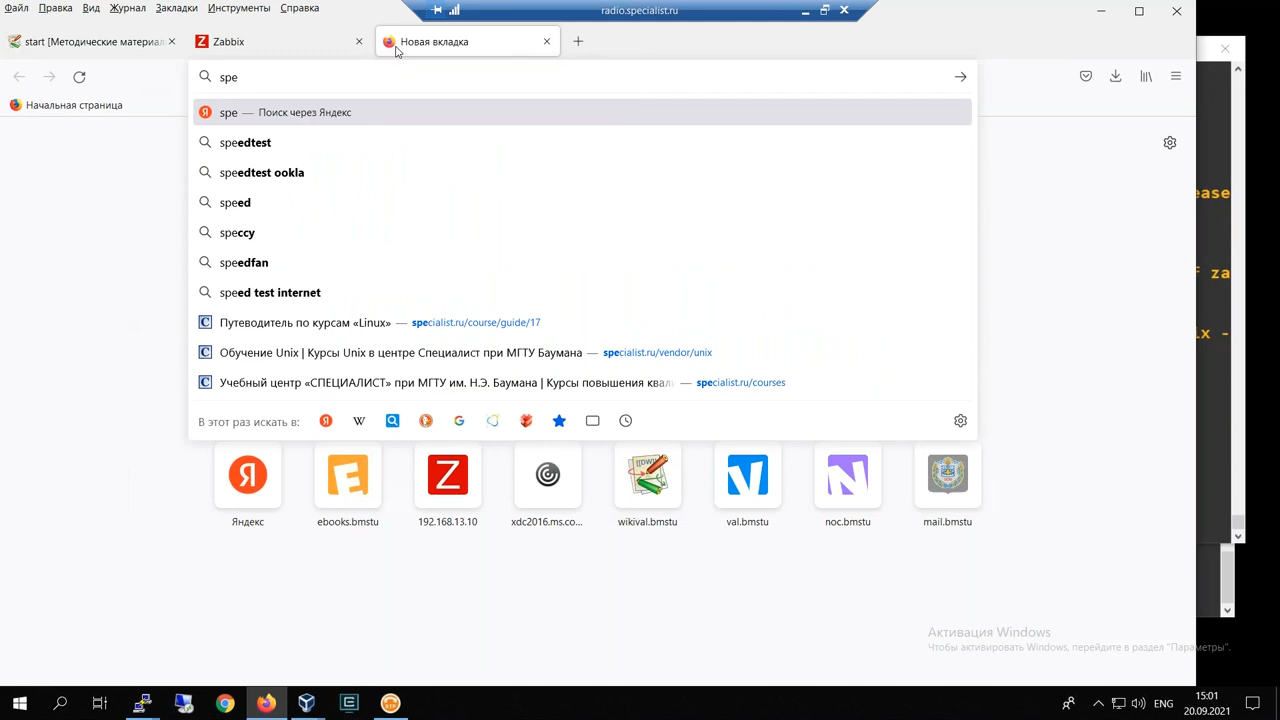 Файл Правка Вид Журнал Закладки Инструменты Справка
radio.specialist.ru
start [Методические материал
Zabbix
Новая вкладка
spe
Начальная страница
spe — Поиск через Яндекс
speedtest
speedtest ookla
speed
speccy
speedfan
speed test internet
Путеводитель по курсам «Linux» — specialist.ru/course/guide/17
Обучение Unix | Курсы Unix в центре Специалист при МГТУ Баумана — specialist.ru/vendor/unix
Учебный центр «СПЕЦИАЛИСТ» при МГТУ им. Н.Э. Баумана | Курсы повышения квали — specialist.ru/courses
В этот раз искать в:
ease
f za
ix -
Яндекс
ebooks.bmstu
192.168.13.10
xdc2016.ms.co...
wikival.bmstu
val.bmstu
noc.bmstu
mail.bmstu
Активация Windows
Чтобы активировать Windows, перейдите в раздел "Параметры".
ENG
15:01
20.09.2021